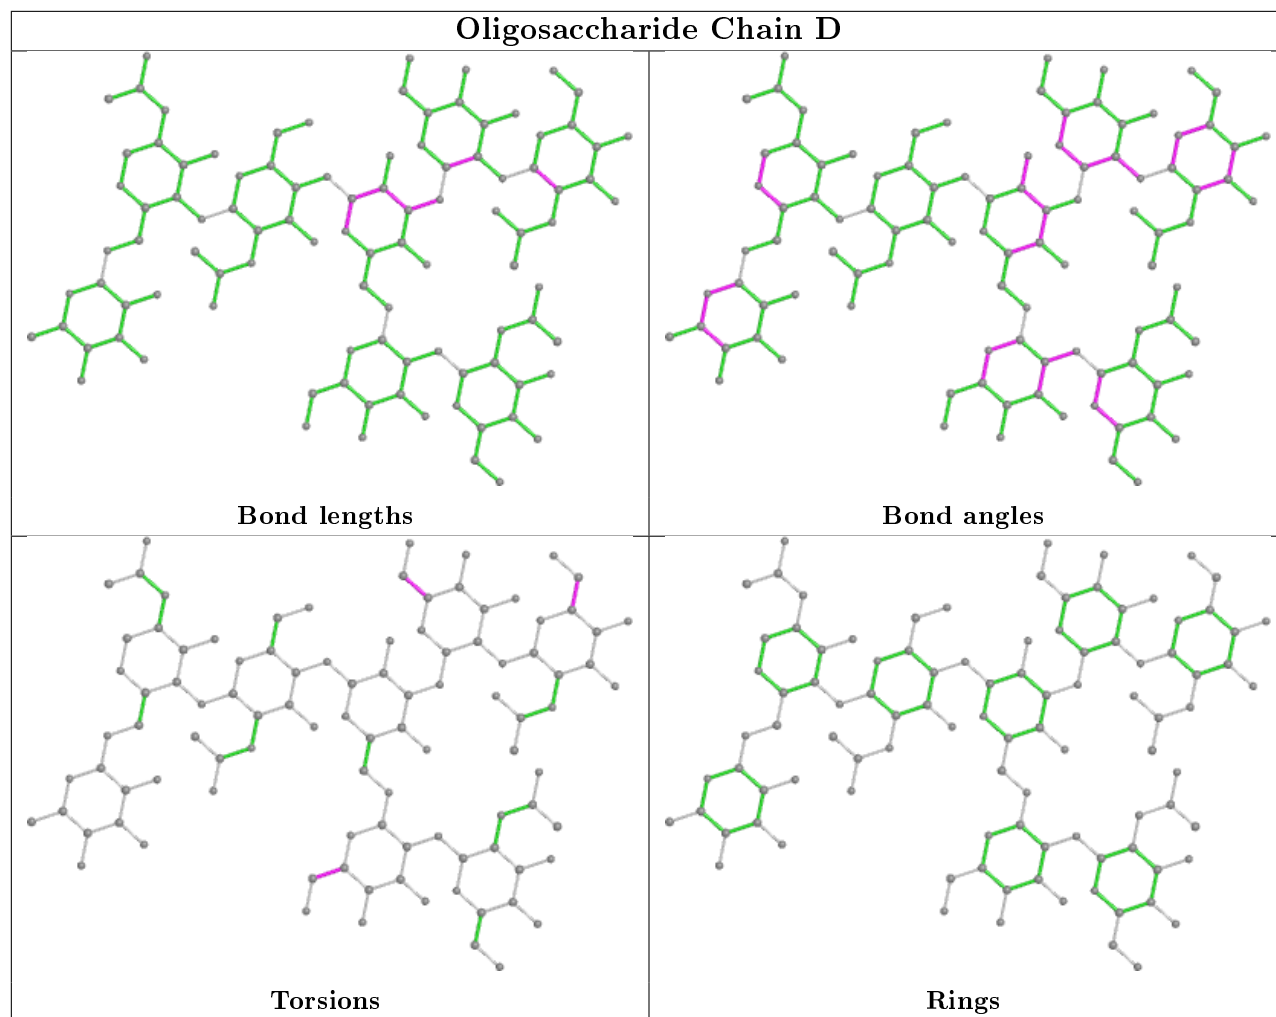 Oligosaccharide Chain D
Bond lengths
Bond angles
Torsions
Rings